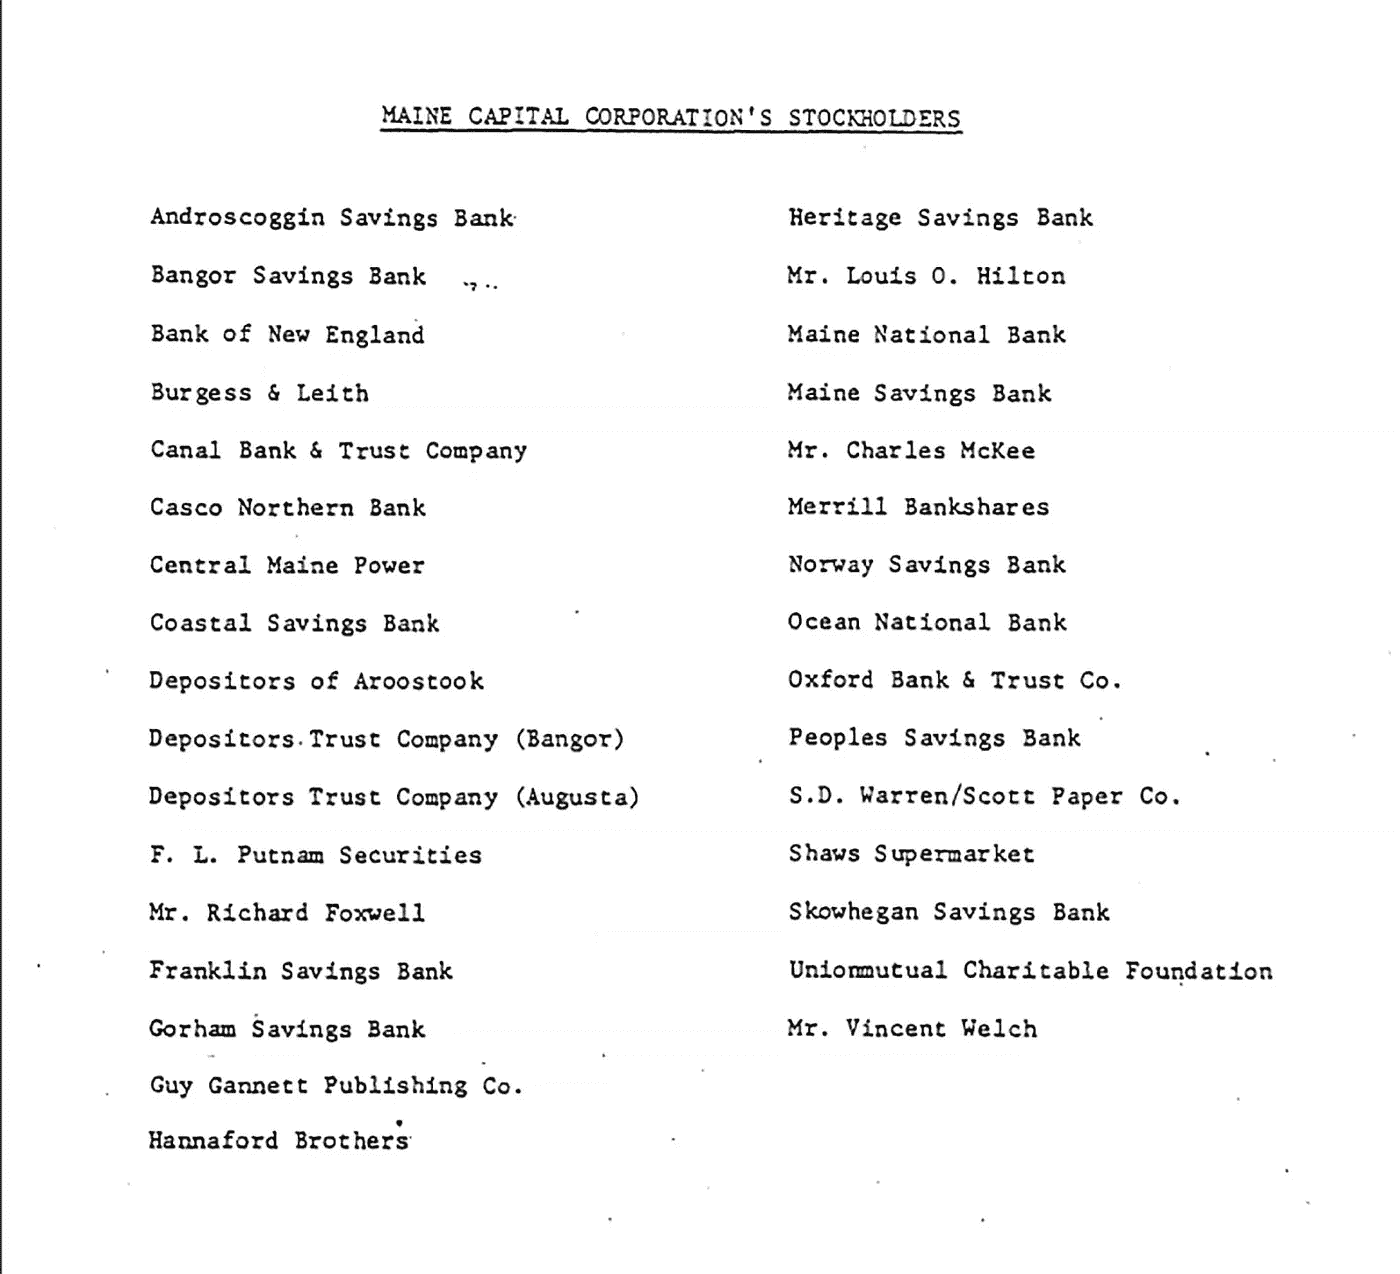 MAINE CAPITAL CORPORATION'S STOCKHOLDERS
Androscoggin Savings Bank
Bangor Savings Bank
Bank of New England
Burgess & Leith
Canal Bank & Trust Company
Casco Northern Bank
Central Maine Power
Coastal Savings Bank
Depositors of Aroostook
Depositors Trust Company (Bangor)
Depositors Trust Company (Augusta)
F. L. Putnam Securities
Mr. Richard Foxwell
Franklin Savings Bank
Gorham Savings Bank
Guy Gannett Publishing Co.
Hannaford Brothers
Heritage Savings Bank
Mr. Louis O. Hilton
Maine National Bank
Maine Savings Bank
Mr. Charles McKee
Merrill Bankshares
Norway Savings Bank
Ocean National Bank
Oxford Bank & Trust Co.
Peoples Savings Bank
S.D. Warren/Scott Paper Co.
Shaws Supermarket
Skowhegan Savings Bank
Unionmutual Charitable Foundation
Mr. Vincent Welch